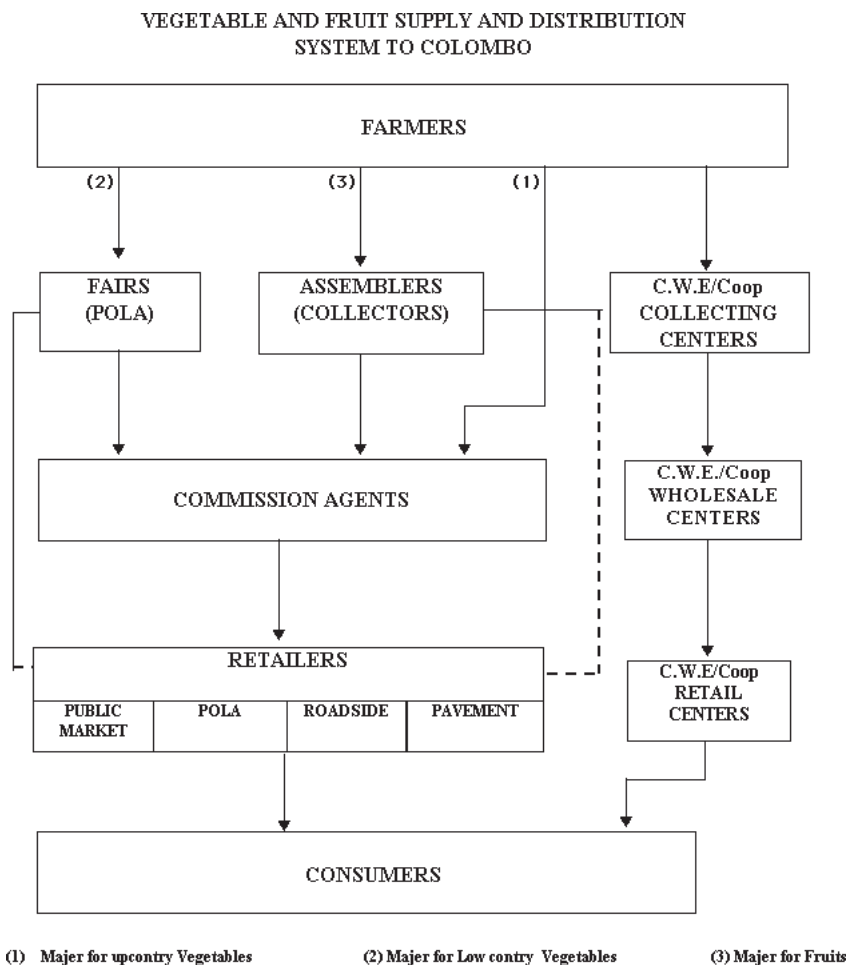 VEGETABLE AND FRUIT SUPPLY AND DISTRIBUTION
SYSTEM TO COLOMBO
FARMERS
(2)
(3)
(1)
FAIRS
(POLA)
ASSEMBLERS
(COLLECTORS)
C.W.E/Coop
COLLECTING
CENTERS
COMMISSION AGENTS
C.W.E./Coop
WHOLESALE
CENTERS
RETAILERS
PUBLIC
MARKET
POLA
ROADSIDE
PAVEMENT
C.W.E/Coop
RETAIL
CENTERS
CONSUMERS
(1) Majer for upcontry Vegetables (2) Majer for Low contry Vegetables (3) Majer for Fruits